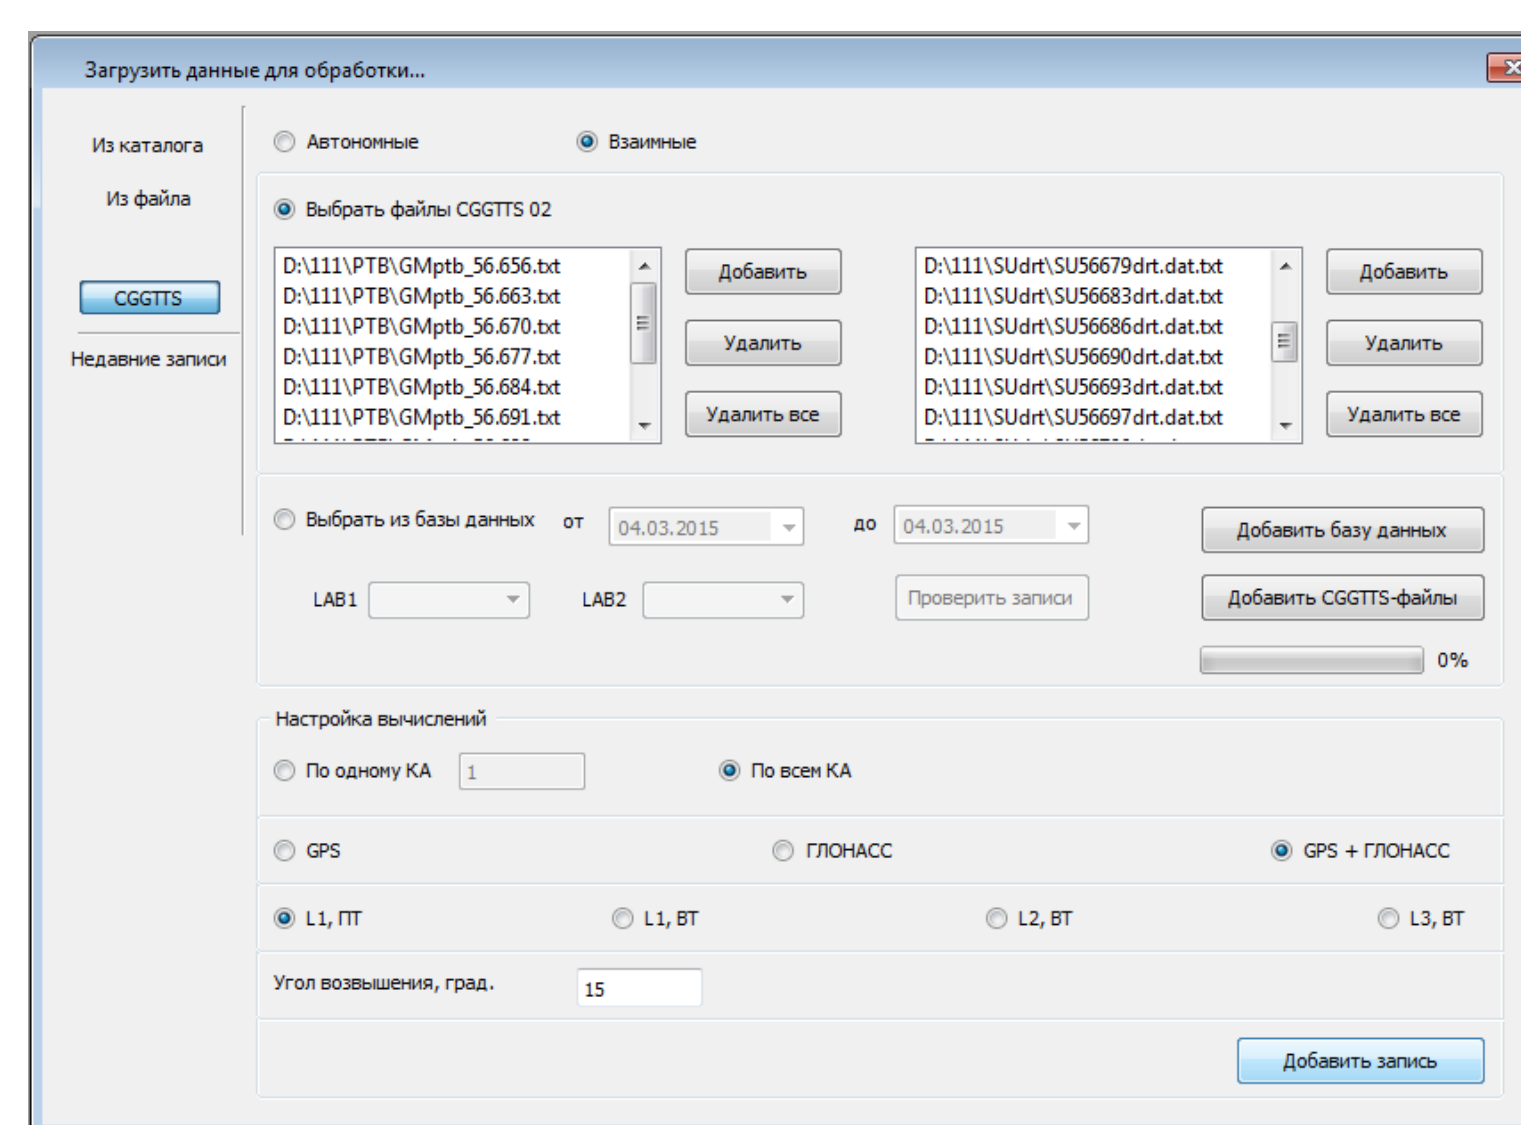 Загрузить данные для обработки...
Из каталога
Из файла
CGGTTS
Недавние записи
Автономные
Взаимные
Выбрать файлы CGGTTS 02
D:\111\PTB\GMptb_56.656.txt
D:\111\PTB\GMptb_56.663.txt
D:\111\PTB\GMptb_56.670.txt
D:\111\PTB\GMptb_56.677.txt
D:\111\PTB\GMptb_56.684.txt
D:\111\PTB\GMptb_56.691.txt
Добавить
Удалить
Удалить все
D:\111\SUdrt\SU56679drt.dat.txt
D:\111\SUdrt\SU56683drt.dat.txt
D:\111\SUdrt\SU56686drt.dat.txt
D:\111\SUdrt\SU56690drt.dat.txt
D:\111\SUdrt\SU56693drt.dat.txt
D:\111\SUdrt\SU56697drt.dat.txt
Добавить
Удалить
Удалить все
Выбрать из базы данных от 04.03.2015 до 04.03.2015
Добавить базу данных
LAB1 LAB2 Проверить записи
Добавить CGGTTS-файлы
0%
Настройка вычислений
По одному КА 1 По всем КА
GPS ГЛОНАСС GPS + ГЛОНАСС
L1, ПТ L1, ВТ L2, ВТ L3, ВТ
Угол возвышения, град. 15
Добавить запись